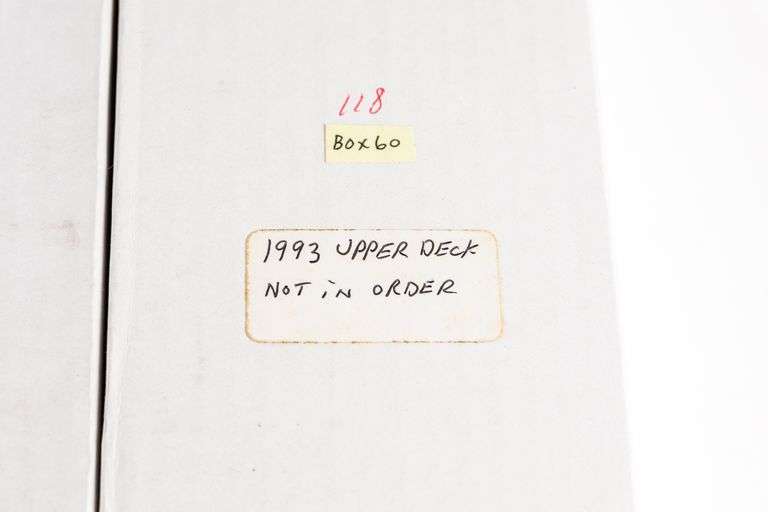 118
BOX 60
1993 UPPER DECK
NOT iN ORDER